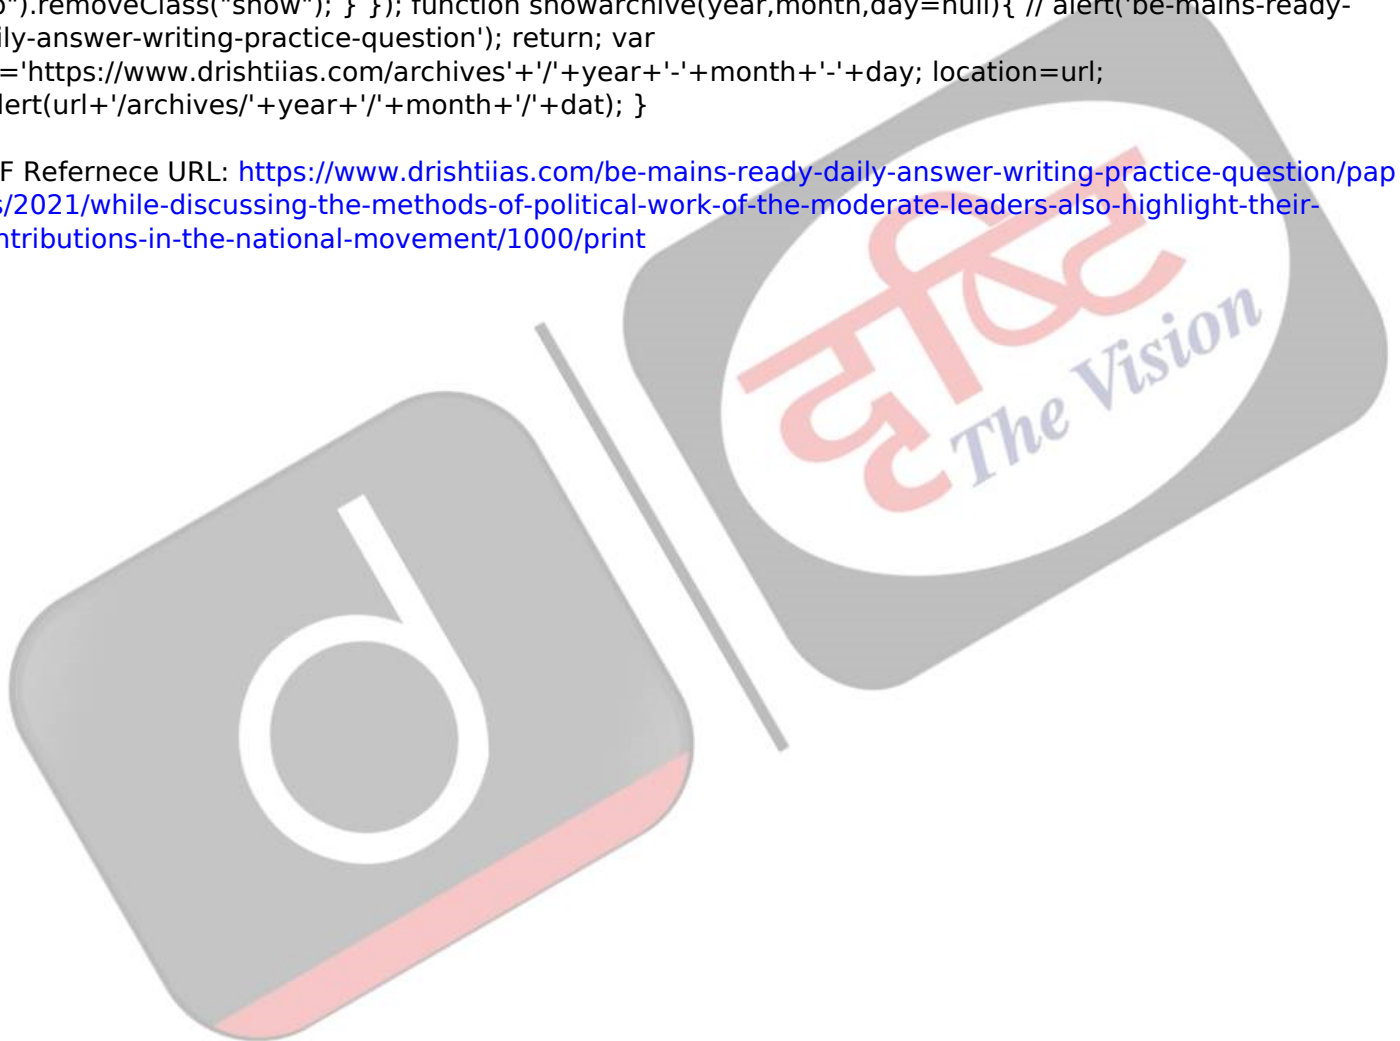 ").removeClass("show"); } }); function showarchive(year,month,day=null){ // alert('be-mains-ready-
ily-answer-writing-practice-question'); return; var
='https://www.drishtiias.com/archives'+'/'+year+'-'+month+'-'+day; location=url;
lert(url+'/archives/'+year+'/'+month+'/'+dat); }
F Refernece URL: https://www.drishtiias.com/be-mains-ready-daily-answer-writing-practice-question/pap
s/2021/while-discussing-the-methods-of-political-work-of-the-moderate-leaders-also-highlight-their-
ntributions-in-the-national-movement/1000/print
दृष्टि
The Vision
d